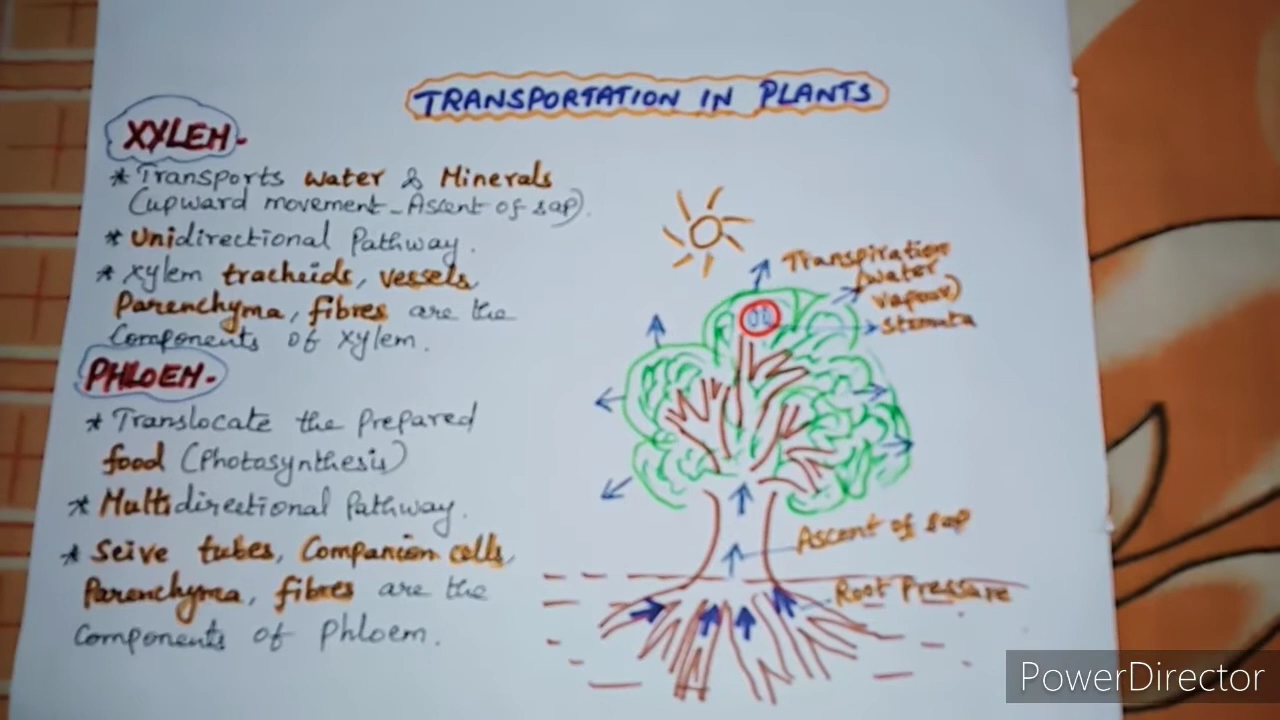 TRANSPORTATION IN PLANTS
XYLEM-
* Transports water & Minerals
(upward movement - Ascent of sap).
* Unidirectional Pathway.
* Xylem tracheids, vessels,
Parenchyma, fibres are the
Components of Xylem.
PHLOEM-
* Translocate the Prepared
food (Photosynthesis)
* Multidirectional Pathway.
* Seive tubes, Companion cells,
Parenchyma, fibres are the
Components of Phloem.
Transpiration
(water
vapour)
stomata
Ascent of sap
Root Pressure
PowerDirector